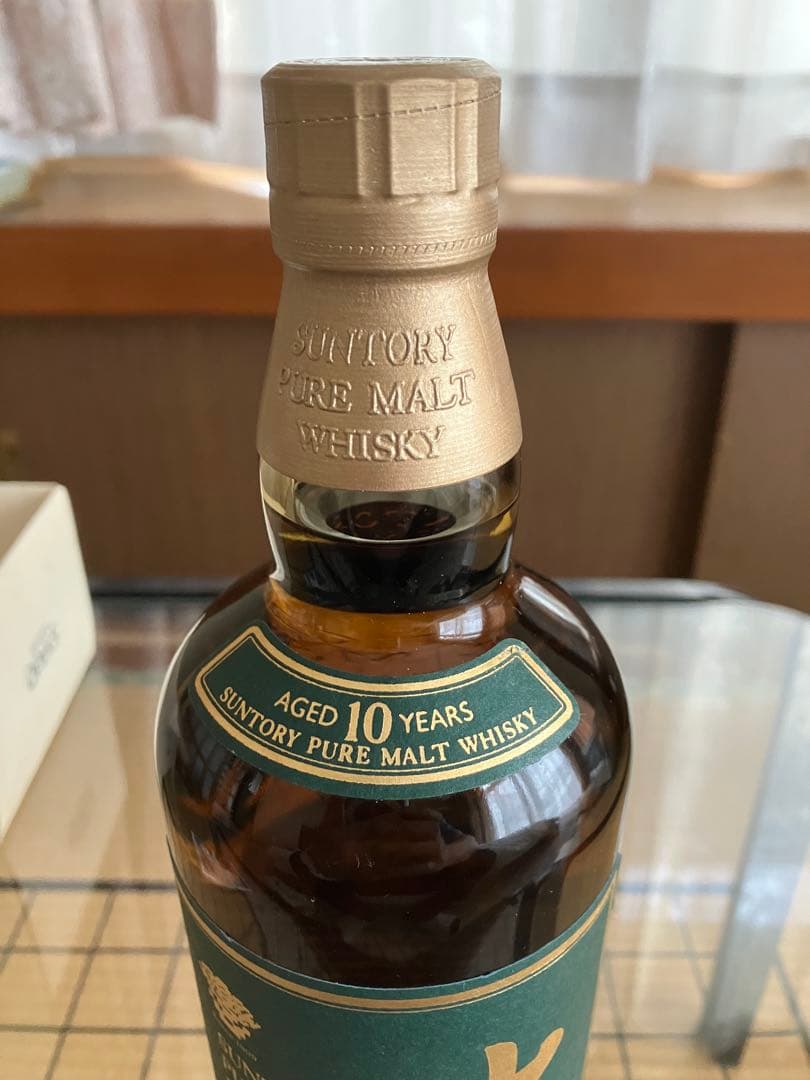 SUNTORY
PURE MALT
WHISKY
AGED 10 YEARS
SUNTORY PURE MALT WHISKY